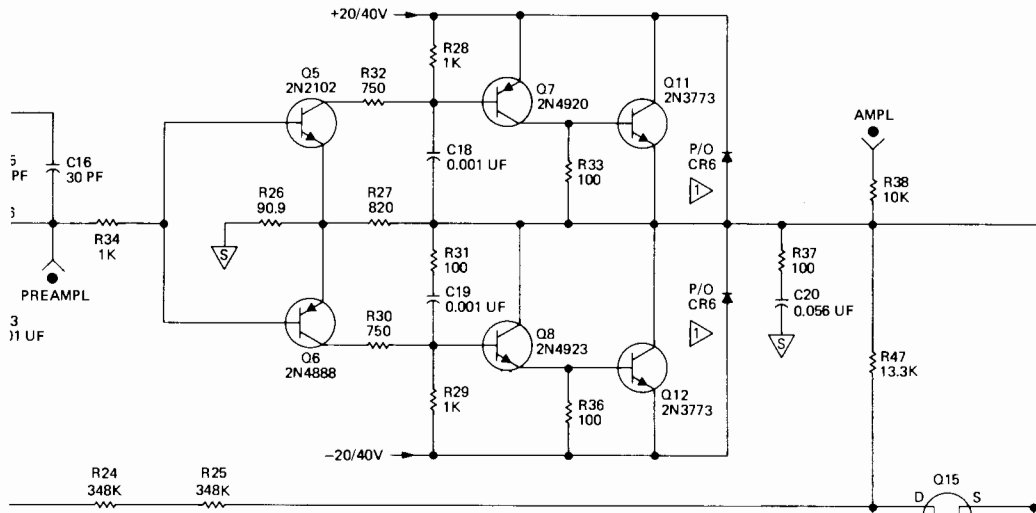 +20/40V
R28
1K
Q5
2N2102
R32
750
Q7
2N4920
Q11
2N3773
AMPL
C16
30 PF
PF
C18
0.001 UF
R33
100
P/O
CR6
1
R38
10K
R26
90.9
R27
820
R34
1K
S
R31
100
R37
100
PREAMPL
C19
0.001 UF
P/O
CR6
1
C20
0.056 UF
S
R30
750
Q8
2N4923
Q6
2N4888
R47
13.3K
R29
1K
R36
100
Q12
2N3773
-20/40V
R24
348K
R25
348K
Q15
D
S